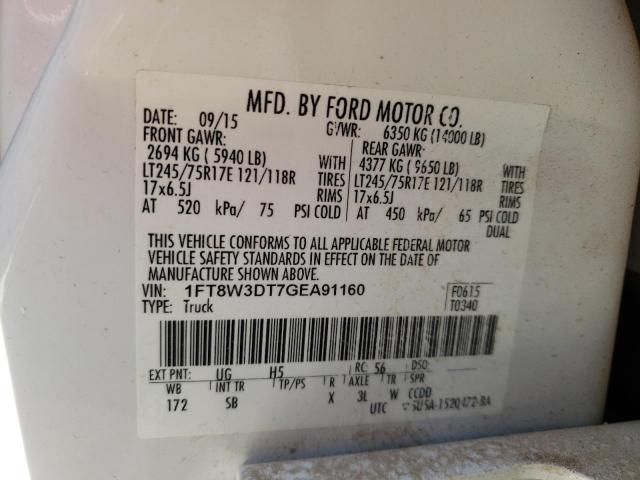 MFD. BY FORD MOTOR CO.
DATE: 09/15 GVWR: 6350 KG (14000 LB)
FRONT GAWR: REAR GAWR:
2694 KG ( 5940 LB) WITH 4377 KG ( 9650 LB) WITH
LT245/75R17E 121/118R TIRES LT245/75R17E 121/118R TIRES
17x6.5J RIMS 17x6.5J RIMS
AT 520 kPa/ 75 PSI COLD AT 450 kPa/ 65 PSI COLD
DUAL
THIS VEHICLE CONFORMS TO ALL APPLICABLE FEDERAL MOTOR
VEHICLE SAFETY STANDARDS IN EFFECT ON THE DATE OF
MANUFACTURE SHOWN ABOVE.
VIN: 1FT8W3DT7GEA91160 F0615
TYPE: Truck T0340
EXT PNT: UG H5 RC: 56 DSO:
WB INT TR TP/PS R AXLE TR SPR
172 SB X 3L W CCDD
UTC